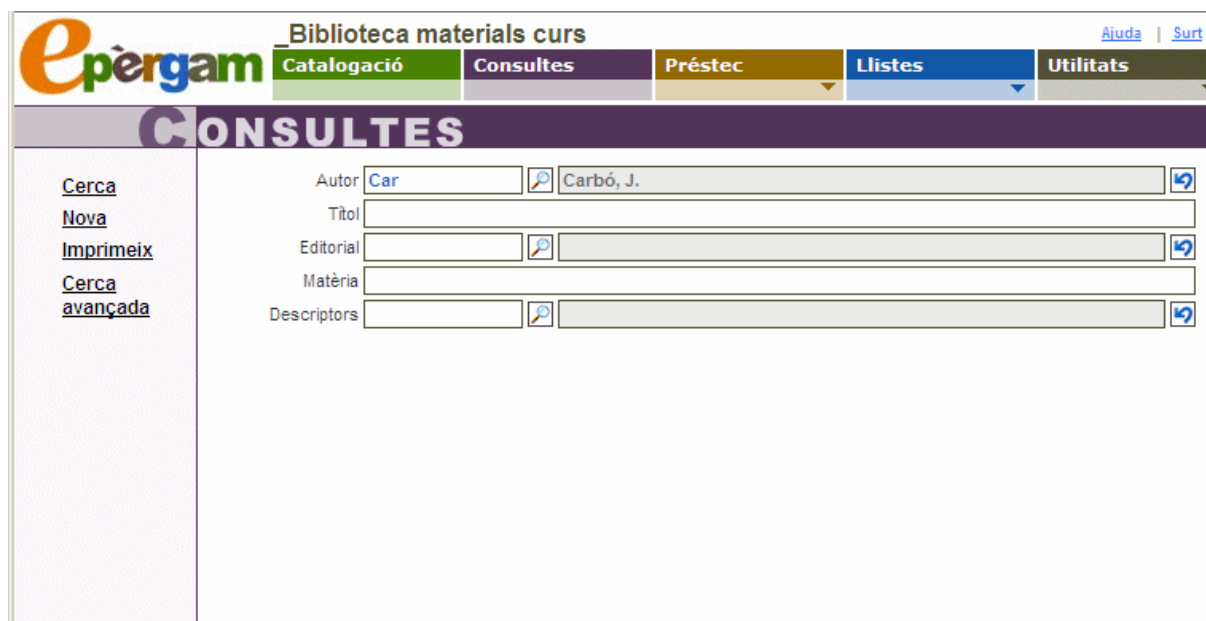 epèrgam
_Biblioteca materials curs
Ajuda | Surt
Catalogació Consultes Préstec Llistes Utilitats
CONSULTES
Cerca
Nova
Imprimeix
Cerca
avançada
Autor Car Carbó, J.
Títol
Editorial
Matèria
Descriptors